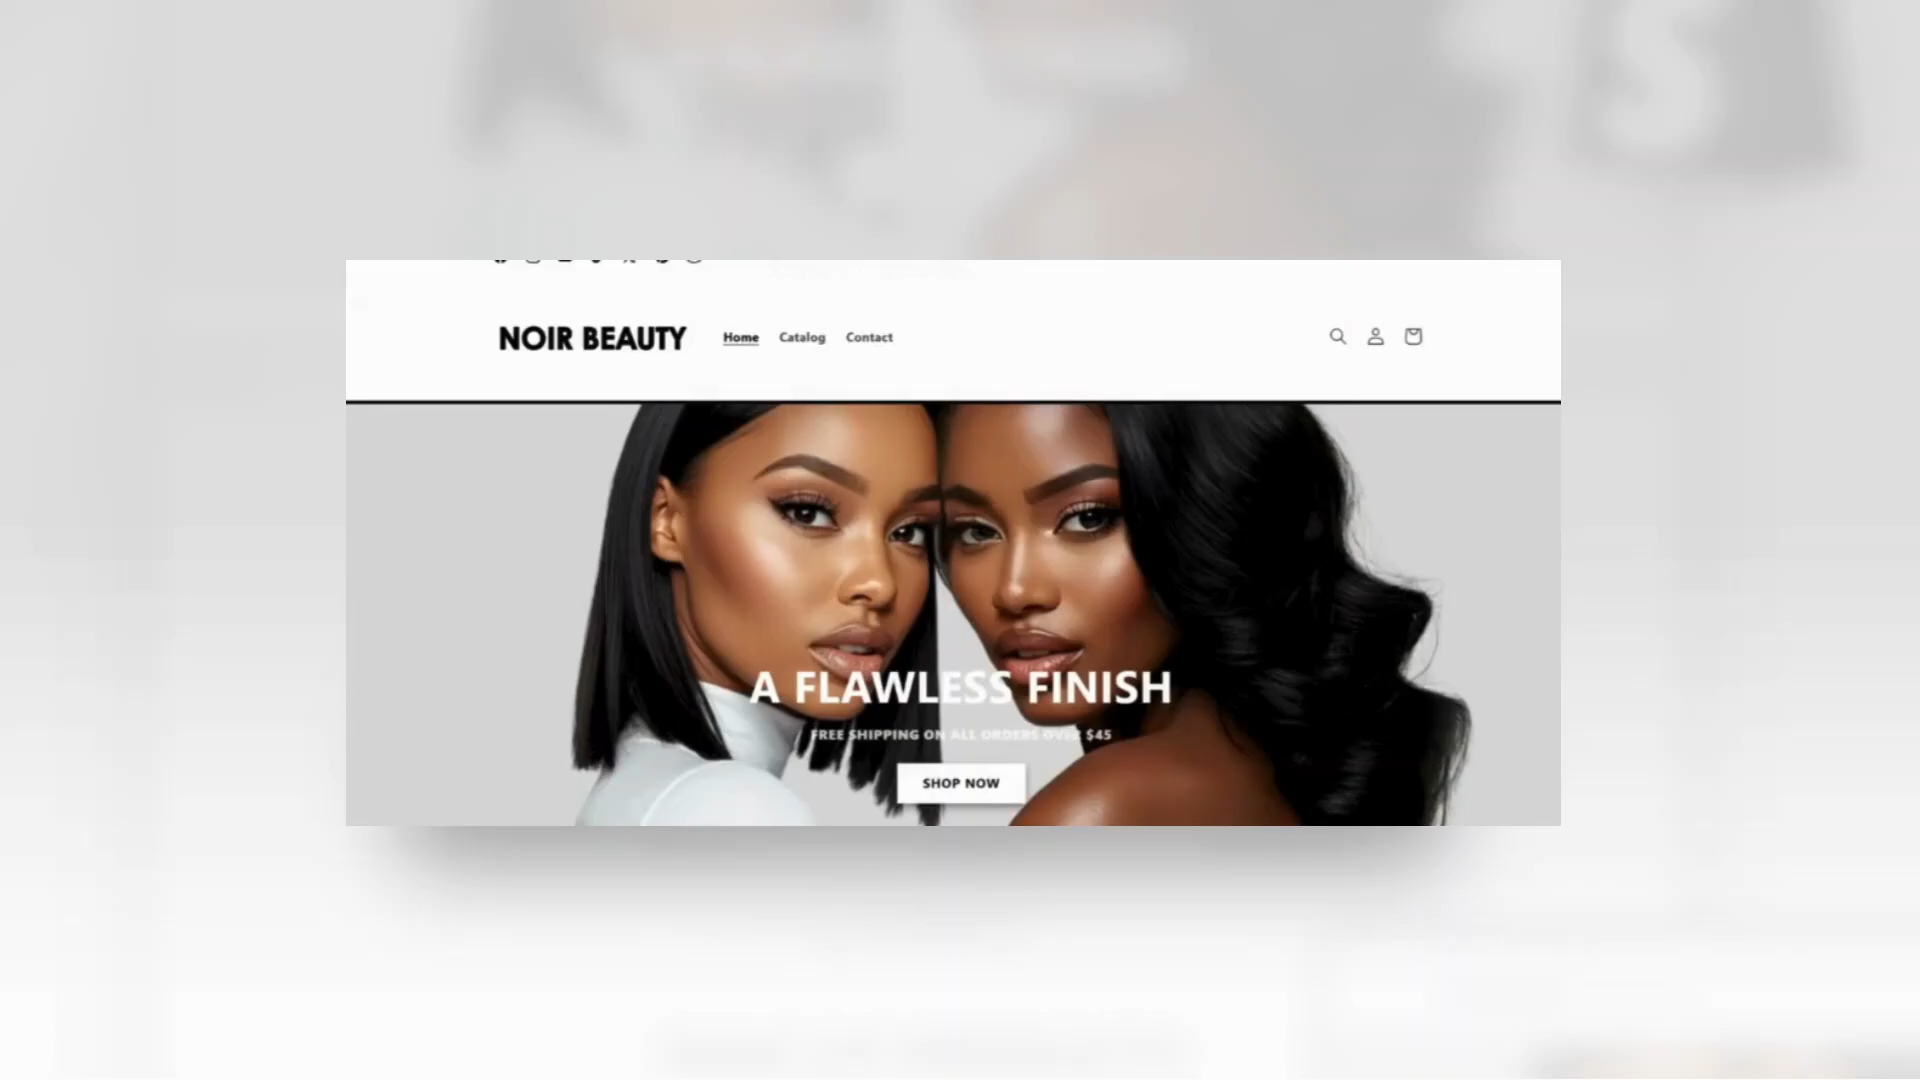 NOIR BEAUTY Home Catalog Contact
A FLAWLESS FINISH
FREE SHIPPING ON ALL ORDERS OVER $45
SHOP NOW